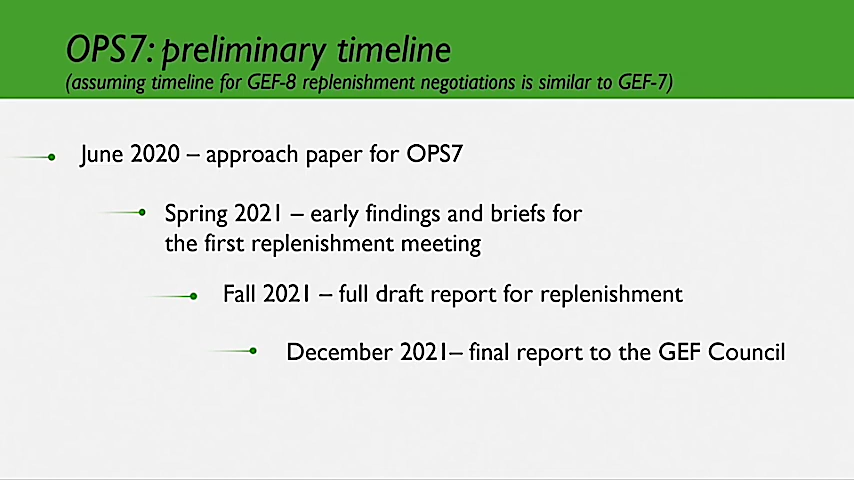 OPS7: preliminary timeline
(assuming timeline for GEF-8 replenishment negotiations is similar to GEF-7)
June 2020 – approach paper for OPS7
Spring 2021 – early findings and briefs for
the first replenishment meeting
Fall 2021 – full draft report for replenishment
December 2021– final report to the GEF Council